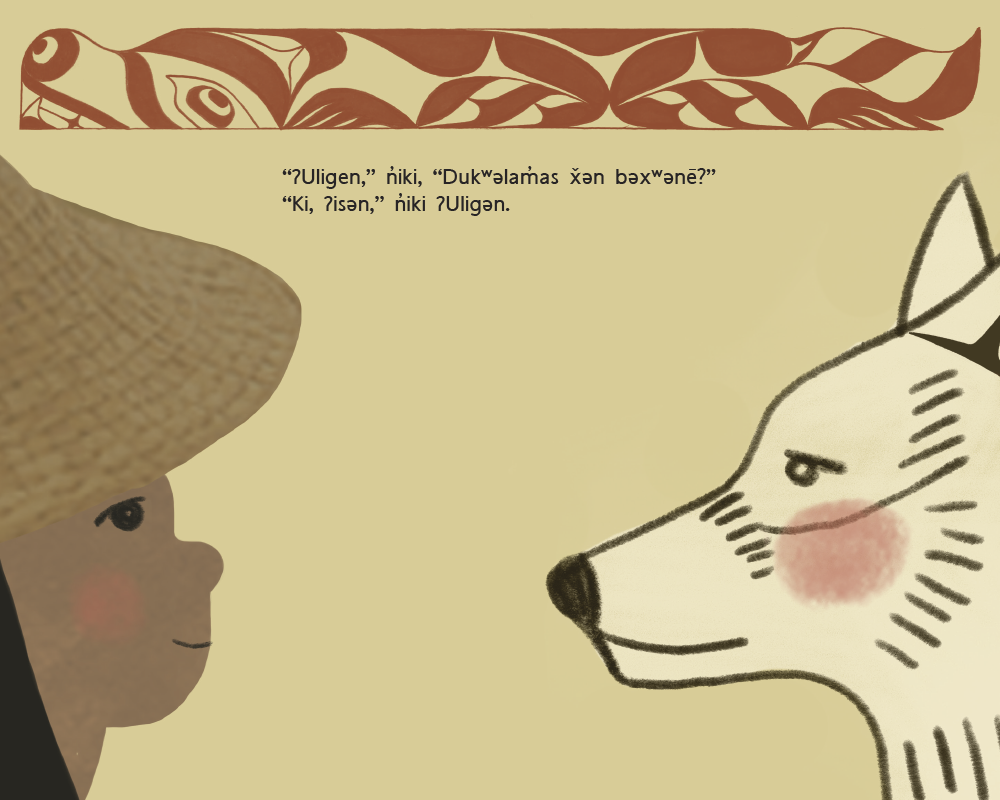 “ʔUligen,” n̓iki, “Dukʷəlam̓as x̌ən bəxʷənē?”
“Ki, ʔisən,” n̓iki ʔUligən.